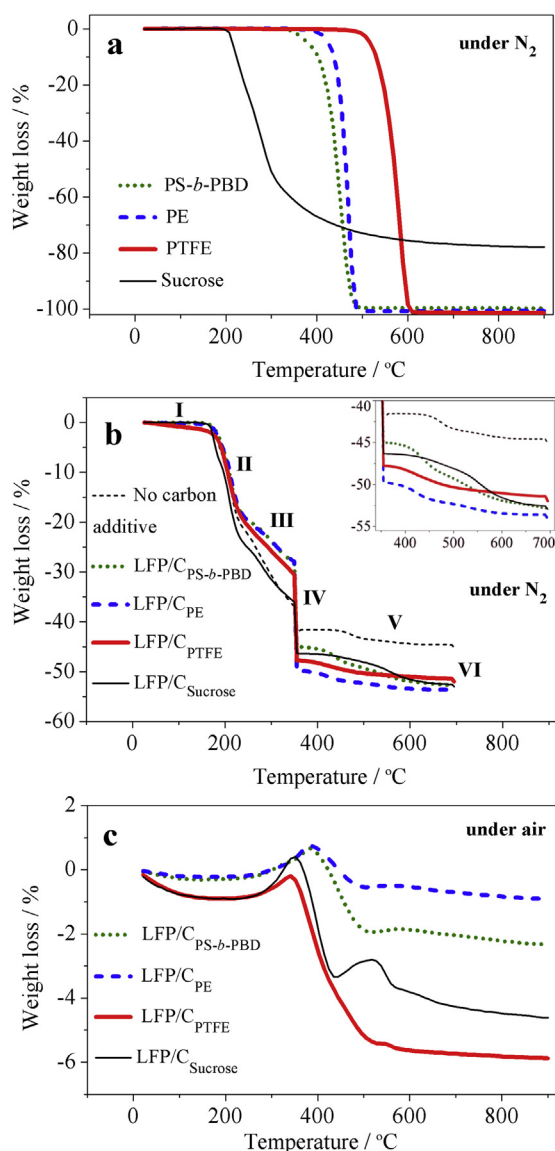 a
under N2
Weight loss / %
0
-20
-40
-60
-80
-100
PS-b-PBD
PE
PTFE
Sucrose
0 200 400 600 800
Temperature / °C
b
Weight loss / %
0
-10
-20
-30
-40
-50
-60
I
II
III
IV
V
VI
No carbon
additive
LFP/CPS-b-PBD
LFP/CPE
LFP/CPTFE
LFP/CSucrose
-40
-45
-50
-55
400 500 600 700
under N2
0 200 400 600 800
Temperature / °C
c
under air
Weight loss / %
2
0
-2
-4
-6
LFP/CPS-b-PBD
LFP/CPE
LFP/CPTFE
LFP/CSucrose
0 200 400 600 800
Temperature / °C